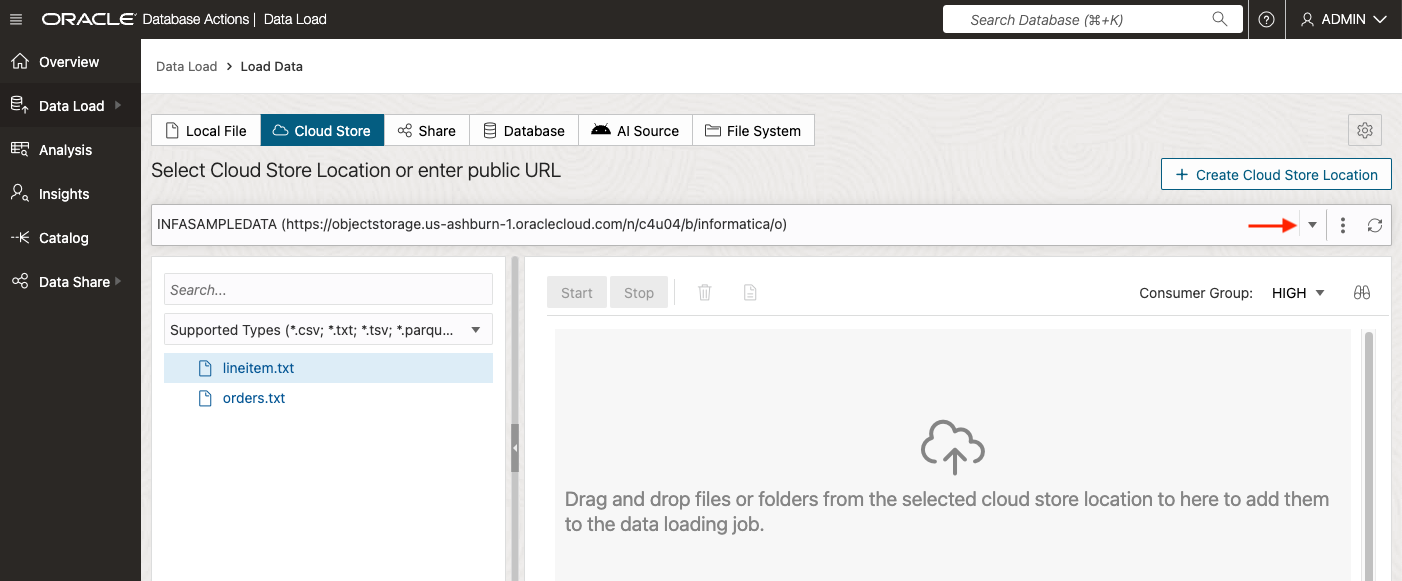 ORACLE Database Actions | Data Load
Search Database (⌘+K)
ADMIN
Overview
Data Load
Analysis
Insights
Catalog
Data Share
Data Load > Load Data
Local File
Cloud Store
Share
Database
AI Source
File System
Select Cloud Store Location or enter public URL
+ Create Cloud Store Location
INFASAMPLEDATA (https://objectstorage.us-ashburn-1.oraclecloud.com/n/c4u04/b/informatica/o)
Search...
Supported Types (*.csv; *.txt; *.tsv; *.parqu...
lineitem.txt
orders.txt
Start
Stop
Consumer Group: HIGH
Drag and drop files or folders from the selected cloud store location to here to add them
to the data loading job.